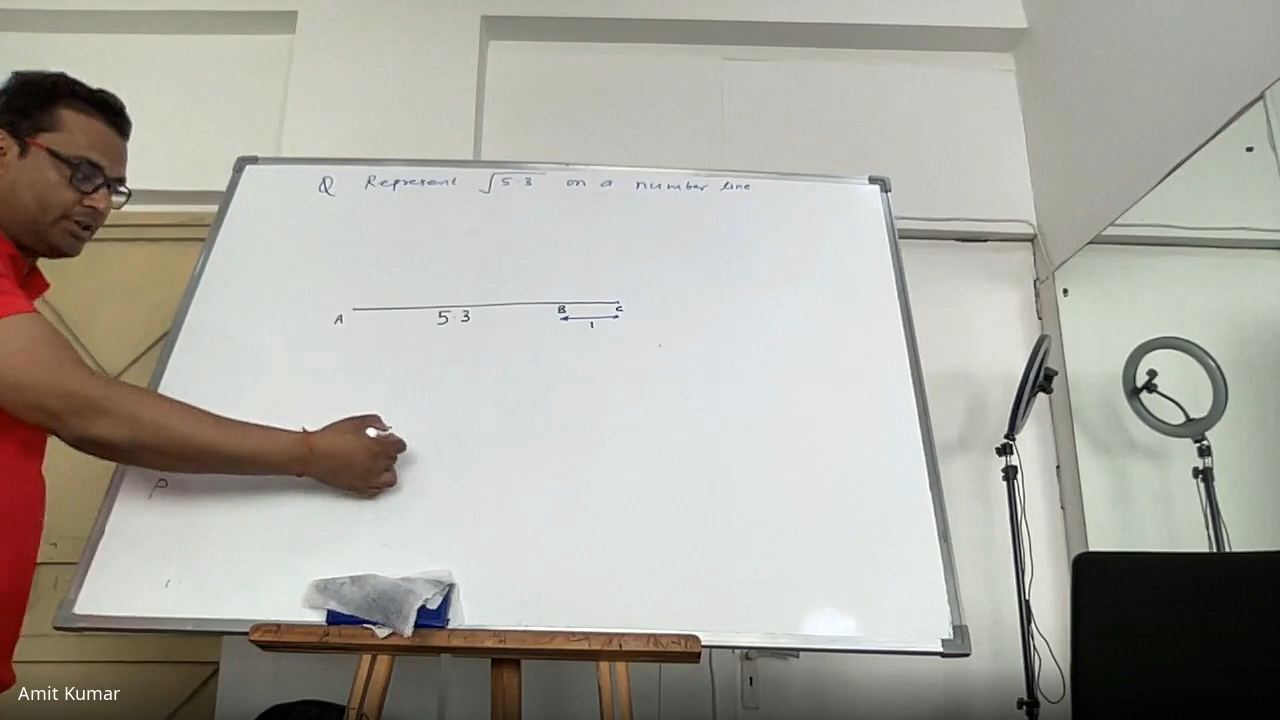 Q Represent √5.3 on a number line.
A 5.3 B C
1
P
Amit Kumar